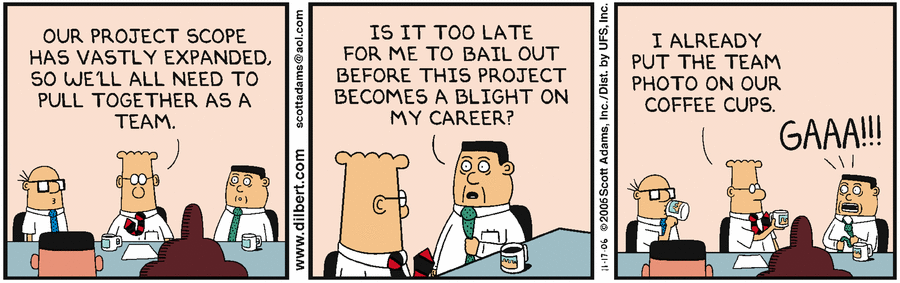 OUR PROJECT SCOPE
HAS VASTLY EXPANDED,
SO WE'LL ALL NEED TO
PULL TOGETHER AS A
TEAM.
www.dilbert.com
scottadams@aol.com
IS IT TOO LATE
FOR ME TO BAIL OUT
BEFORE THIS PROJECT
BECOMES A BLIGHT ON
MY CAREER?
11-17-06
© 2006 Scott Adams, Inc./Dist. by UFS, Inc.
I ALREADY
PUT THE TEAM
PHOTO ON OUR
COFFEE CUPS.
GAAA!!!